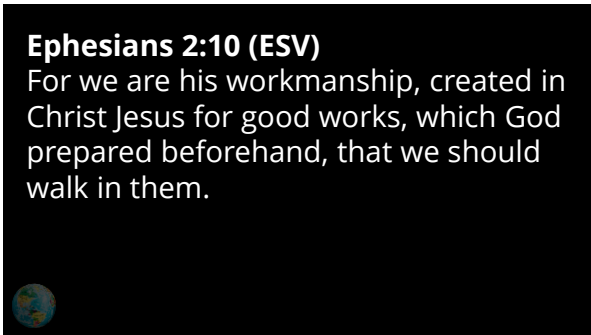 Ephesians 2:10 (ESV)
For we are his workmanship, created in
Christ Jesus for good works, which God
prepared beforehand, that we should
walk in them.